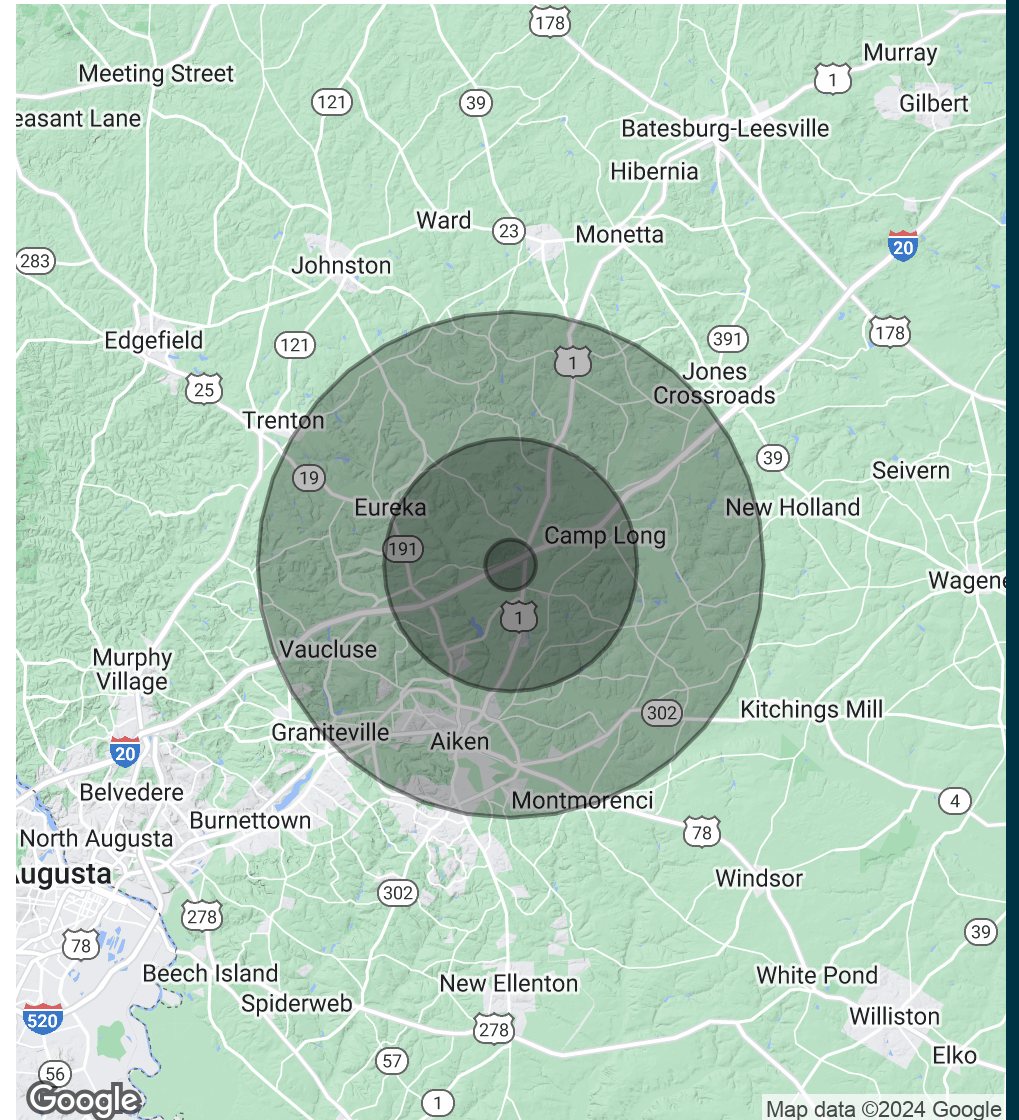 178
Murray
Meeting Street
1
121
39
Gilbert
easant Lane
Batesburg-Leesville
Hibernia
Ward
23
Monetta
20
283
Johnston
178
Edgefield
121
391
1
Jones
Crossroads
25
Trenton
39
Seivern
19
Eureka
New Holland
Camp Long
191
Wagene
1
Vaucluse
Murphy
Village
302
Kitchings Mill
Graniteville
Aiken
20
Belvedere
Montmorenci
4
Burnettown
North Augusta
78
Augusta
Windsor
302
278
39
78
Beech Island
New Ellenton
White Pond
Spiderweb
520
278
Williston
Elko
57
56
1
Google
Map data ©2024 Google